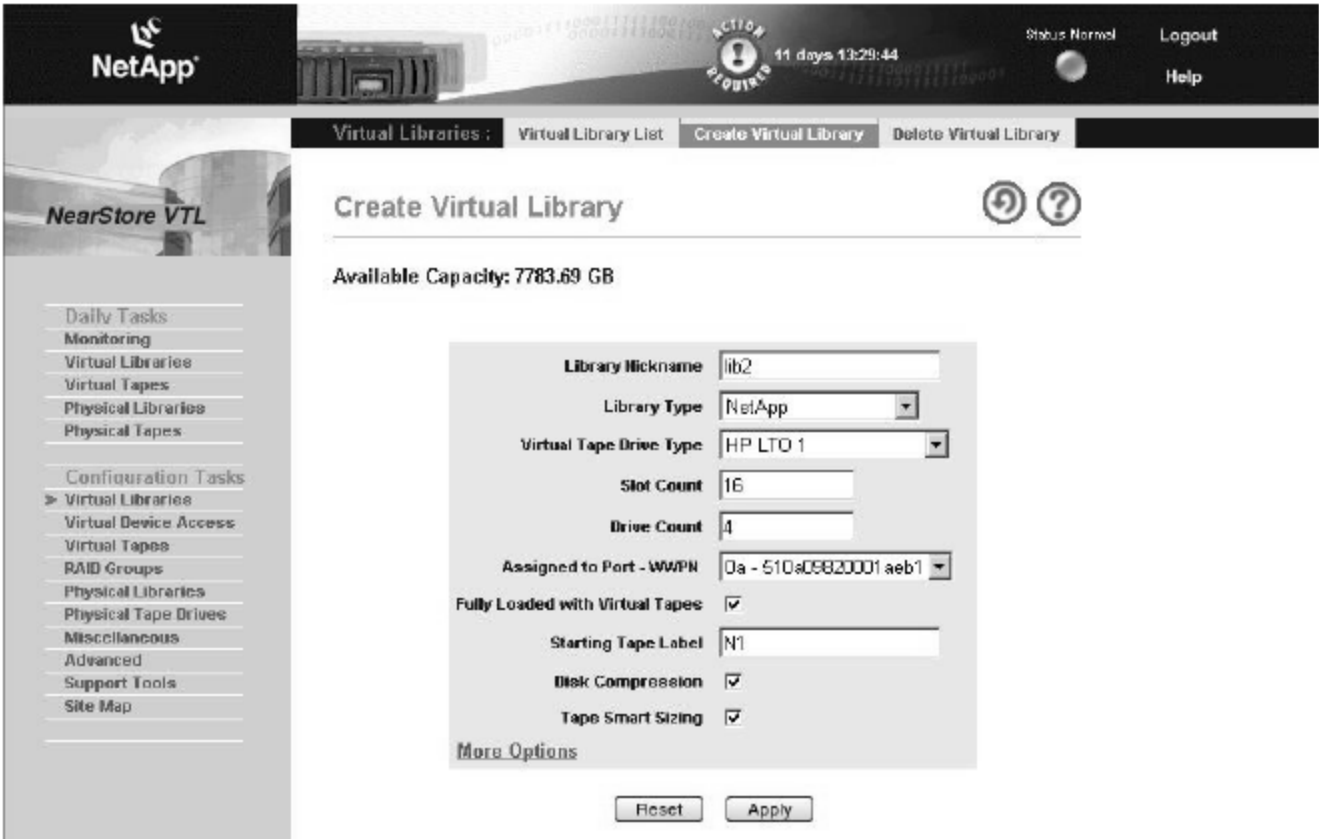 NetApp
ACTION REQUIRED
11 days 13:29:44
Status Normal
Logout
Help
Virtual Libraries :
Virtual Library List
Create Virtual Library
Delete Virtual Library
NearStore VTL
Create Virtual Library
Available Capacity: 7783.69 GB
Daily Tasks
Monitoring
Virtual Libraries
Virtual Tapes
Physical Libraries
Physical Tapes
Configuration Tasks
Virtual Libraries
Virtual Device Access
Virtual Tapes
RAID Groups
Physical Libraries
Physical Tape Drives
Miscellaneous
Advanced
Support Tools
Site Map
Library Nickname lib2
Library Type NetApp
Virtual Tape Drive Type HP LTO 1
Slot Count 16
Drive Count 4
Assigned to Port - WWPN 0a - 510a09820001aeb1
Fully Loaded with Virtual Tapes
Starting Tape Label N1
Disk Compression
Tape Smart Sizing
More Options
Reset
Apply